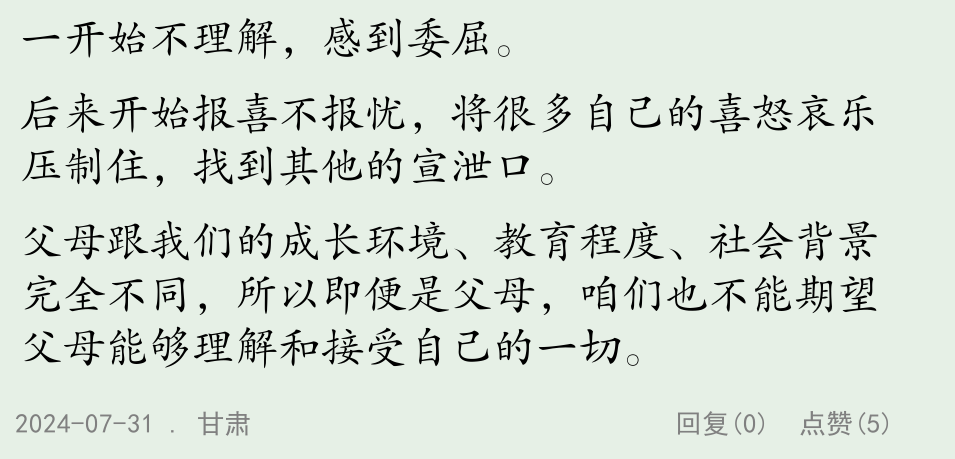 一开始不理解，感到委屈。
后来开始报喜不报忧，将很多自己的喜怒哀乐
压制住，找到其他的宣泄口。
父母跟我们的成长环境、教育程度、社会背景
完全不同，所以即便是父母，咱们也不能期望
父母能够理解和接受自己的一切。
2024-07-31 . 甘肃 回复(0) 点赞(5)